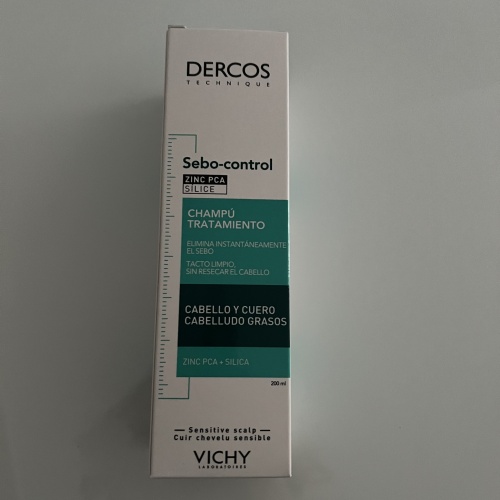 DERCOS
TECHNIQUE
Sebo-control
ZINC PCA
SÍLICE
CHAMPÚ
TRATAMIENTO
ELIMINA INSTANTÁNEAMENTE
EL SEBO
TACTO LIMPIO,
SIN RESECAR EL CABELLO
CABELLO Y CUERO
CABELLUDO GRASOS
ZINC PCA + SILICA
200 ml
Sensitive scalp
Cuir chevelu sensible
VICHY
LABORATOIRES